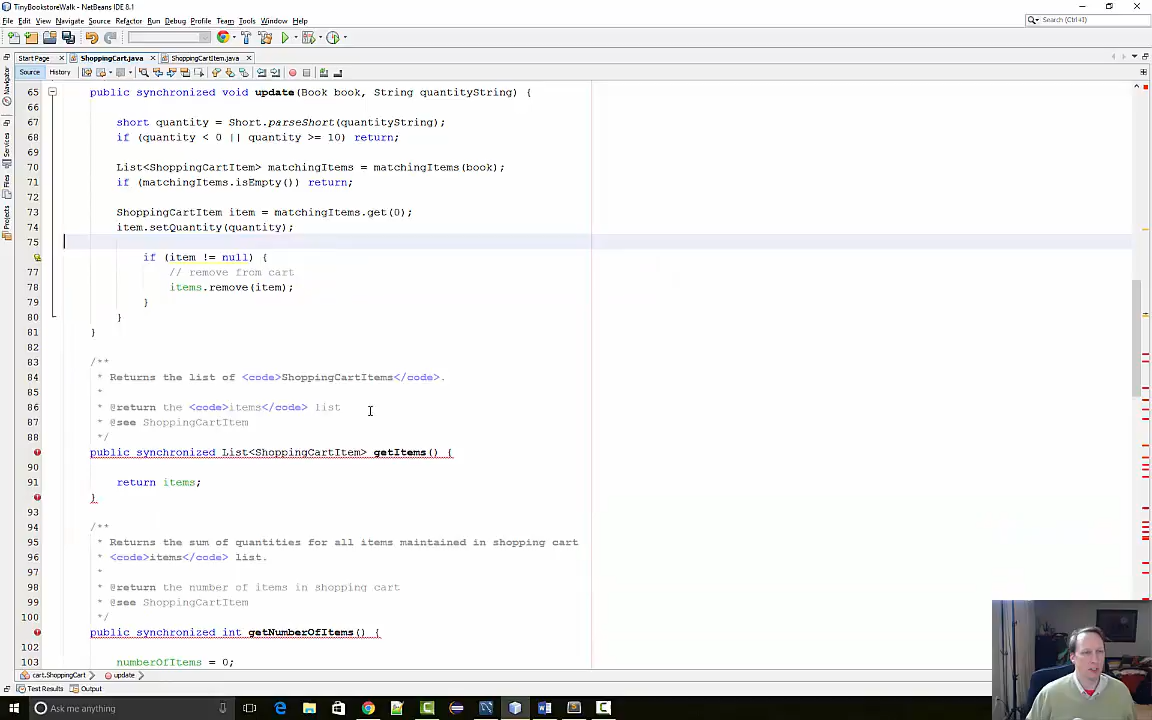 TinyBookstoreWalk - NetBeans IDE 8.1
File Edit View Navigate Source Refactor Run Debug Profile Team Tools Window Help
Search (Ctrl+I)
Start Page ShoppingCart.java ShoppingCartItem.java
Source History
Navigator
Services
Files
Projects
65 public synchronized void update(Book book, String quantityString) {
66
67 short quantity = Short.parseShort(quantityString);
68 if (quantity < 0 || quantity >= 10) return;
69
70 List<ShoppingCartItem> matchingItems = matchingItems(book);
71 if (matchingItems.isEmpty()) return;
72
73 ShoppingCartItem item = matchingItems.get(0);
74 item.setQuantity(quantity);
75
if (item != null) {
77 // remove from cart
78 items.remove(item);
79 }
80 }
81 }
82
83 /**
84 * Returns the list of <code>ShoppingCartItems</code>.
85 *
86 * @return the <code>items</code> list
87 * @see ShoppingCartItem
88 */
public synchronized List<ShoppingCartItem> getItems() {
90
91 return items;
}
93
94 /**
95 * Returns the sum of quantities for all items maintained in shopping cart
96 * <code>items</code> list.
97 *
98 * @return the number of items in shopping cart
99 * @see ShoppingCartItem
100 */
public synchronized int getNumberOfItems() {
102
103 numberOfItems = 0;
cart.ShoppingCart update
Test Results Output
Ask me anything